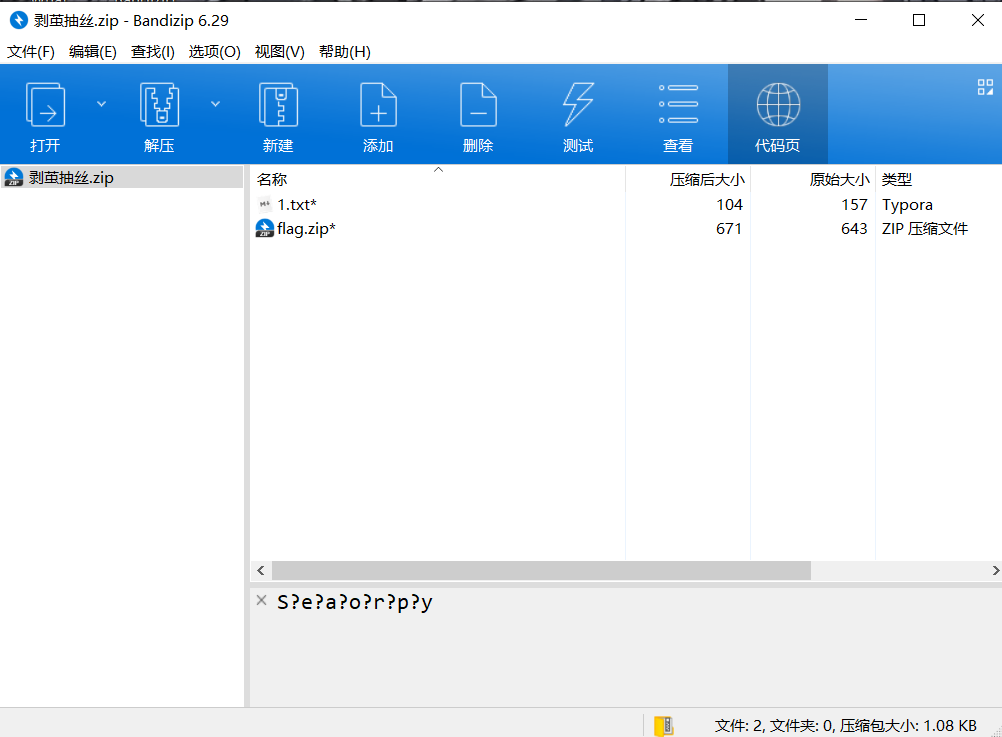 剥茧抽丝.zip - Bandizip 6.29
文件(F) 编辑(E) 查找(I) 选项(O) 视图(V) 帮助(H)
打开 解压 新建 添加 删除 测试 查看 代码页
剥茧抽丝.zip
名称 压缩后大小 原始大小 类型
1.txt* 104 157 Typora
flag.zip* 671 643 ZIP 压缩文件
S?e?a?o?r?p?y
文件: 2, 文件夹: 0, 压缩包大小: 1.08 KB